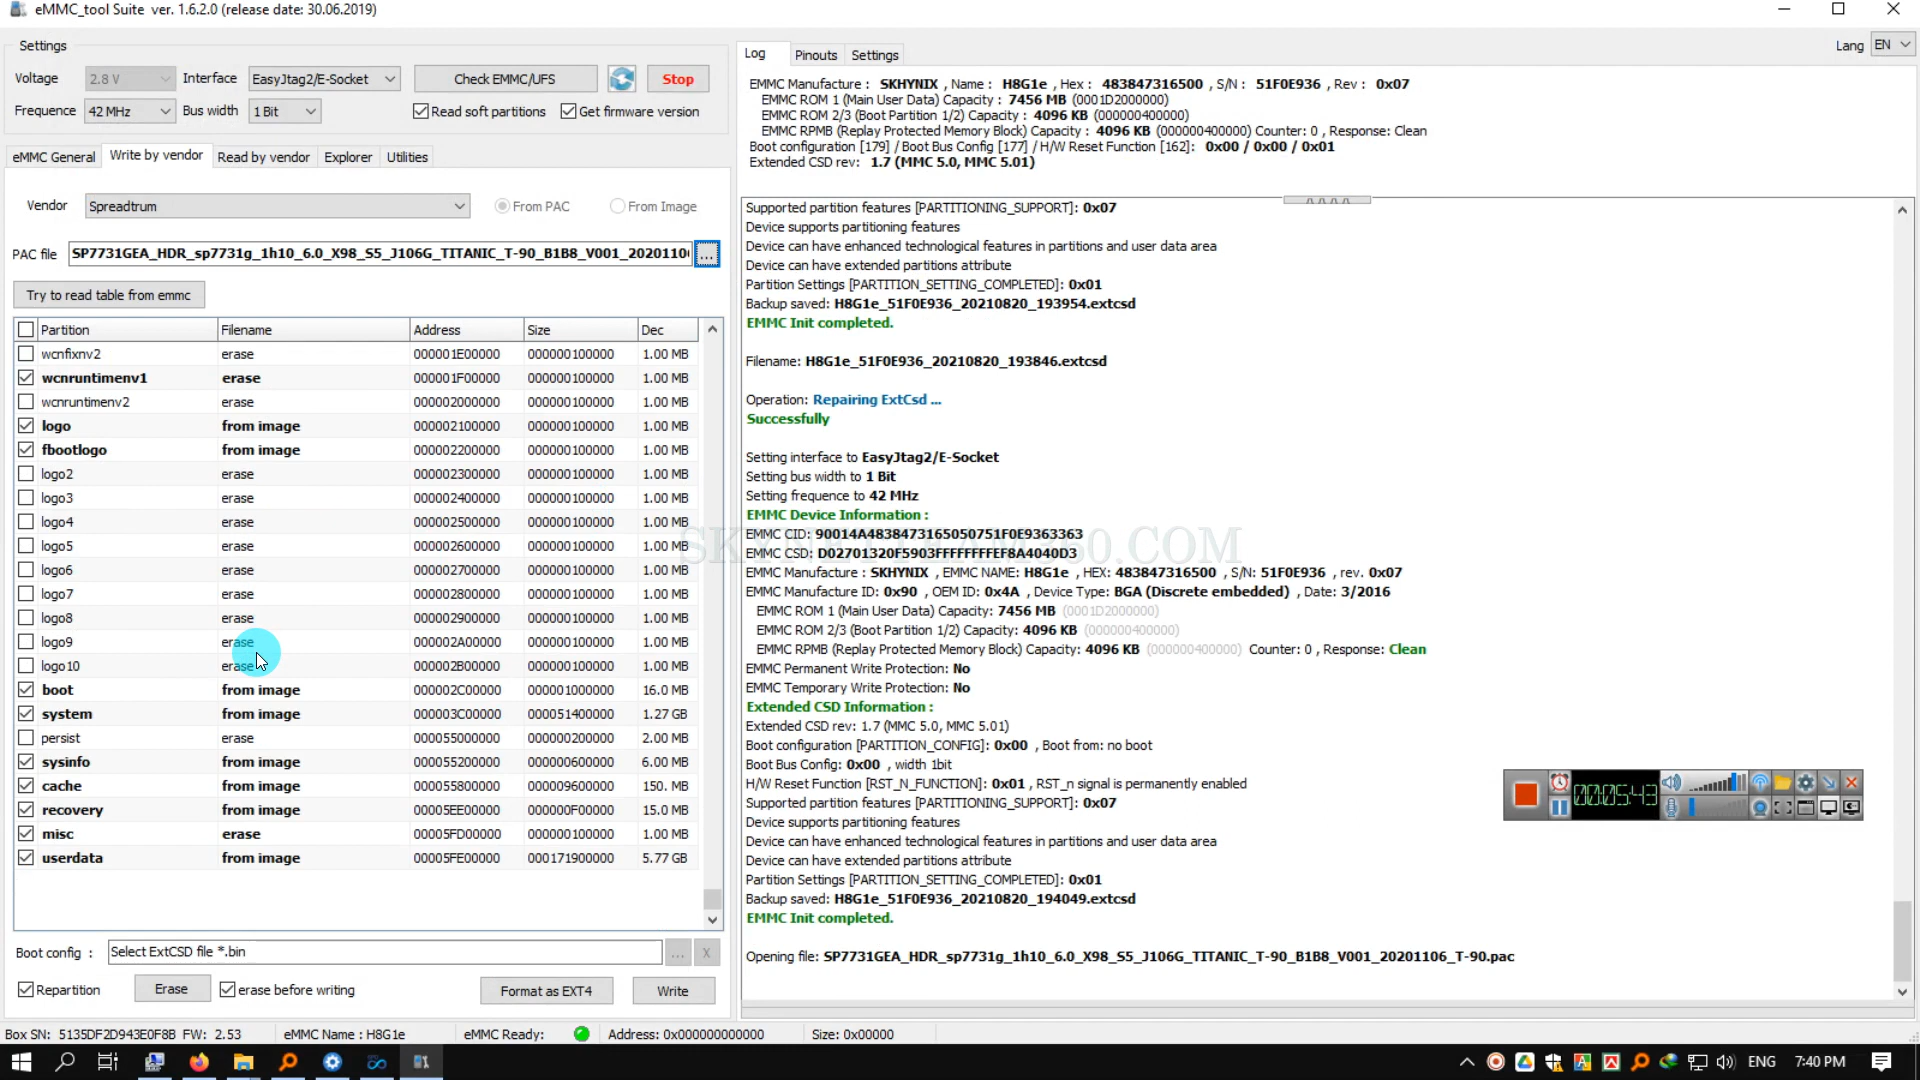 eMMC_tool Suite ver. 1.6.2.0 (release date: 30.06.2019)
Settings
Voltage 2.8 V Interface EasyJtag2/E-Socket Check EMMC/UFS Stop
Frequence 42 MHz Bus width 1 Bit Read soft partitions Get firmware version
eMMC General Write by vendor Read by vendor Explorer Utilities
Vendor Spreadtrum From PAC From Image
PAC file SP7731GEA_HDR_sp7731g_1h10_6.0_X98_S5_J106G_TITANIC_T-90_B1B8_V001_2020110 ...
Try to read table from emmc
Partition Filename Address Size Dec
wcnfixnv2 erase 000001E00000 000000100000 1.00 MB
wcnruntimenv1 erase 000001F00000 000000100000 1.00 MB
wcnruntimenv2 erase 000002000000 000000100000 1.00 MB
logo from image 000002100000 000000100000 1.00 MB
fbootlogo from image 000002200000 000000100000 1.00 MB
logo2 erase 000002300000 000000100000 1.00 MB
logo3 erase 000002400000 000000100000 1.00 MB
logo4 erase 000002500000 000000100000 1.00 MB
logo5 erase 000002600000 000000100000 1.00 MB
logo6 erase 000002700000 000000100000 1.00 MB
logo7 erase 000002800000 000000100000 1.00 MB
logo8 erase 000002900000 000000100000 1.00 MB
logo9 erase 000002A00000 000000100000 1.00 MB
logo10 erase 000002B00000 000000100000 1.00 MB
boot from image 000002C00000 000001000000 16.0 MB
system from image 000003C00000 000051400000 1.27 GB
persist erase 000055000000 000000200000 2.00 MB
sysinfo from image 000055200000 000000600000 6.00 MB
cache from image 000055800000 000009600000 150. MB
recovery from image 00005EE00000 000000F00000 15.0 MB
misc erase 00005FD00000 000000100000 1.00 MB
userdata from image 00005FE00000 000171900000 5.77 GB
Boot config : Select ExtCSD file *.bin ... X
Repartition Erase erase before writing Format as EXT4 Write
Log Pinouts Settings Lang EN
EMMC Manufacture : SKHYNIX , Name : H8G1e , Hex : 483847316500 , S/N : 51F0E936 , Rev : 0x07
EMMC ROM 1 (Main User Data) Capacity : 7456 MB (0001D2000000)
EMMC ROM 2/3 (Boot Partition 1/2) Capacity : 4096 KB (000000400000)
EMMC RPMB (Replay Protected Memory Block) Capacity : 4096 KB (000000400000) Counter: 0 , Response: Clean
Boot configuration [179] / Boot Bus Config [177] / H/W Reset Function [162]: 0x00 / 0x00 / 0x01
Extended CSD rev: 1.7 (MMC 5.0, MMC 5.01)
Supported partition features [PARTITIONING_SUPPORT]: 0x07
Device supports partitioning features
Device can have enhanced technological features in partitions and user data area
Device can have extended partitions attribute
Partition Settings [PARTITION_SETTING_COMPLETED]: 0x01
Backup saved: H8G1e_51F0E936_20210820_193954.extcsd
EMMC Init completed.
Filename: H8G1e_51F0E936_20210820_193846.extcsd
Operation: Repairing ExtCsd ...
Successfully
Setting interface to EasyJtag2/E-Socket
Setting bus width to 1 Bit
Setting frequence to 42 MHz
EMMC Device Information :
SKYNETTEAM360.COM
EMMC CID: 90014A4838473165050751F0E9363363
EMMC CSD: D02701320F5903FFFFFFFFEF8A4040D3
EMMC Manufacture : SKHYNIX , EMMC NAME: H8G1e , HEX: 483847316500 , S/N: 51F0E936 , rev. 0x07
EMMC Manufacture ID: 0x90 , OEM ID: 0x4A , Device Type: BGA (Discrete embedded) , Date: 3/2016
EMMC ROM 1 (Main User Data) Capacity: 7456 MB (0001D2000000)
EMMC ROM 2/3 (Boot Partition 1/2) Capacity: 4096 KB (000000400000)
EMMC RPMB (Replay Protected Memory Block) Capacity: 4096 KB (000000400000) Counter: 0 , Response: Clean
EMMC Permanent Write Protection: No
EMMC Temporary Write Protection: No
Extended CSD Information :
Extended CSD rev: 1.7 (MMC 5.0, MMC 5.01)
Boot configuration [PARTITION_CONFIG]: 0x00 , Boot from: no boot
Boot Bus Config: 0x00 , width 1bit
H/W Reset Function [RST_N_FUNCTION]: 0x01 , RST_n signal is permanently enabled
Supported partition features [PARTITIONING_SUPPORT]: 0x07
Device supports partitioning features
Device can have enhanced technological features in partitions and user data area
Device can have extended partitions attribute
Partition Settings [PARTITION_SETTING_COMPLETED]: 0x01
Backup saved: H8G1e_51F0E936_20210820_194049.extcsd
EMMC Init completed.
Opening file: SP7731GEA_HDR_sp7731g_1h10_6.0_X98_S5_J106G_TITANIC_T-90_B1B8_V001_20201106_T-90.pac
00:05:43
Box SN: 5135DF2D943E0F8B FW: 2.53 eMMC Name : H8G1e eMMC Ready: Address: 0x000000000000 Size: 0x00000
ENG 7:40 PM